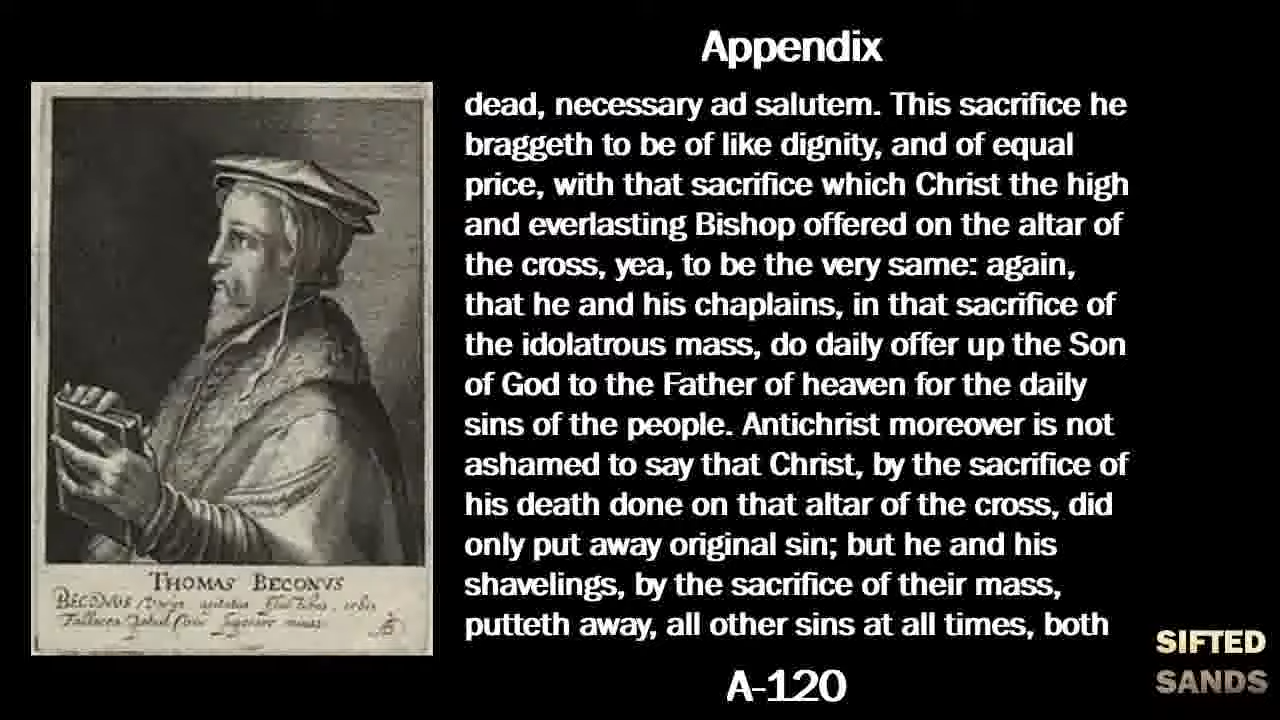 Appendix
dead, necessary ad salutem. This sacrifice he
braggeth to be of like dignity, and of equal
price, with that sacrifice which Christ the high
and everlasting Bishop offered on the altar of
the cross, yea, to be the very same: again,
that he and his chaplains, in that sacrifice of
the idolatrous mass, do daily offer up the Son
of God to the Father of heaven for the daily
sins of the people. Antichrist moreover is not
ashamed to say that Christ, by the sacrifice of
his death done on that altar of the cross, did
only put away original sin; but he and his
shavelings, by the sacrifice of their mass,
putteth away, all other sins at all times, both
A-120
THOMAS BECONVS
BECONUS
SIFTED
SANDS